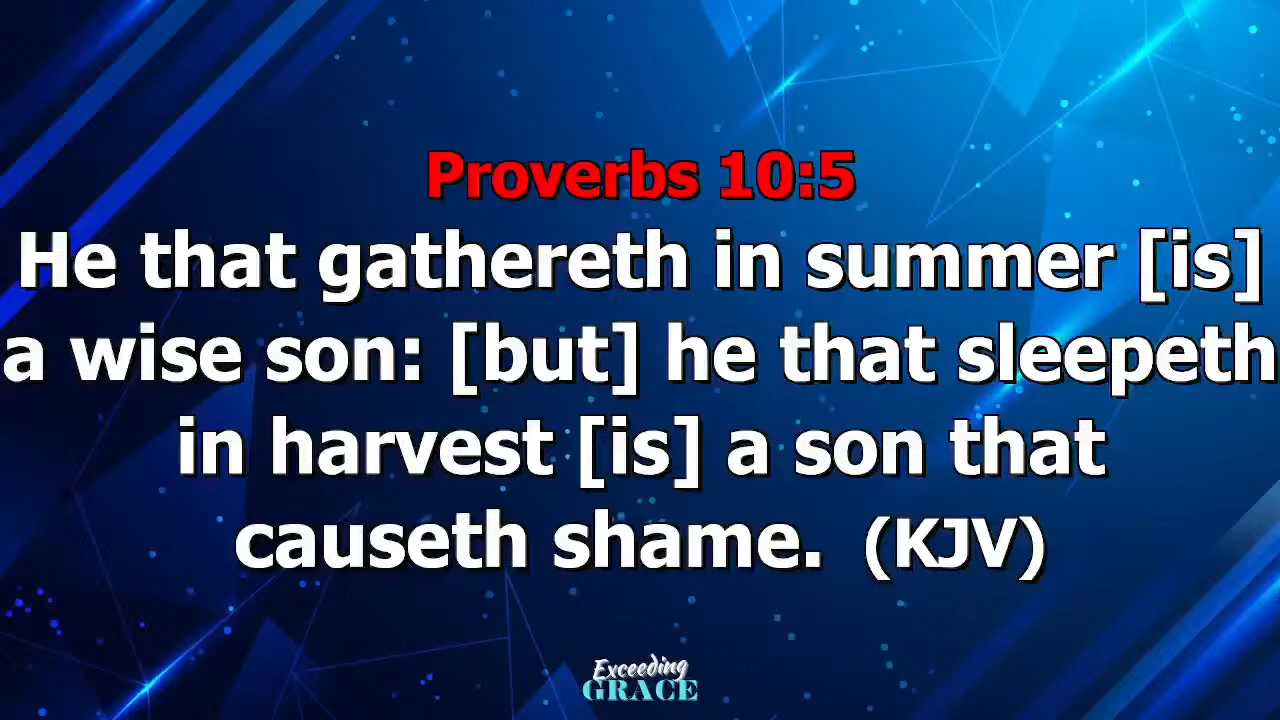 Proverbs 10:5
He that gathereth in summer [is]
a wise son: [but] he that sleepeth
in harvest [is] a son that
causeth shame. (KJV)
Exceeding
GRACE